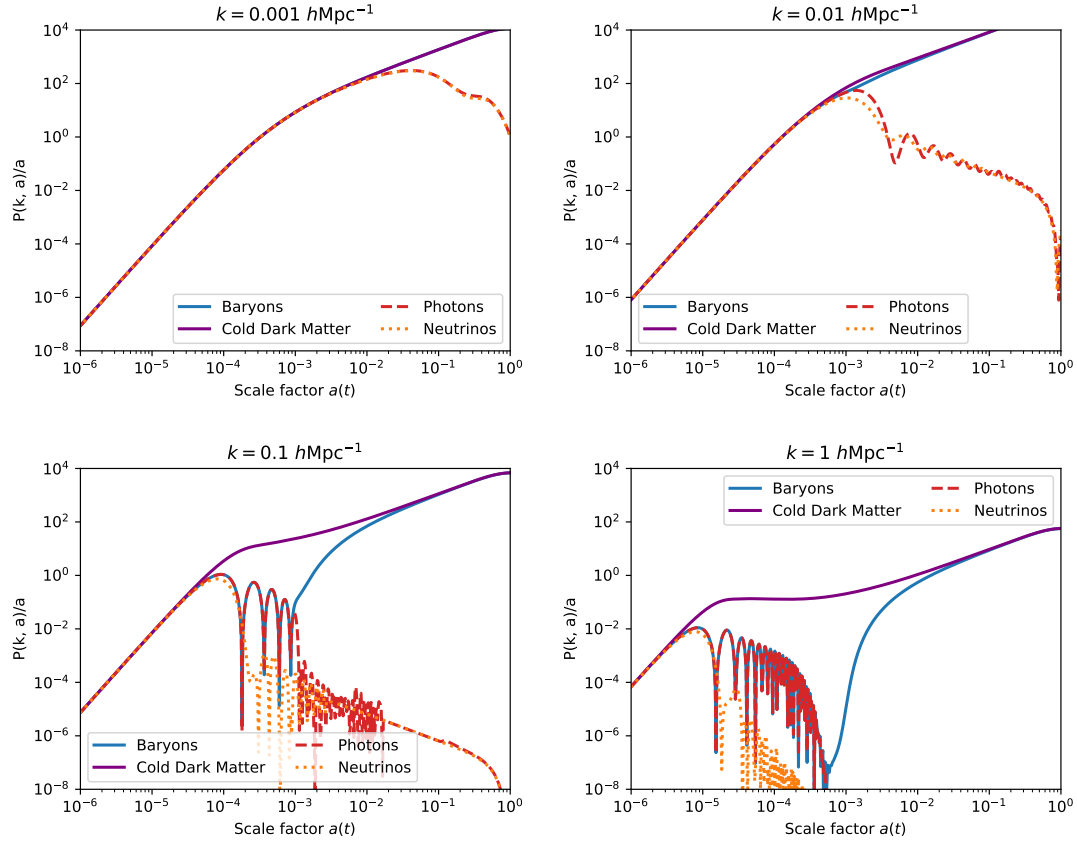 k = 0.001 hMpc⁻¹
P(k, a)/a
10⁴
10²
10⁰
10⁻²
10⁻⁴
10⁻⁶
10⁻⁸
Baryons
Cold Dark Matter
Photons
Neutrinos
10⁻⁶ 10⁻⁵ 10⁻⁴ 10⁻³ 10⁻² 10⁻¹ 10⁰
Scale factor a(t)
k = 0.01 hMpc⁻¹
P(k, a)/a
10⁴
10²
10⁰
10⁻²
10⁻⁴
10⁻⁶
10⁻⁸
Baryons
Cold Dark Matter
Photons
Neutrinos
10⁻⁶ 10⁻⁵ 10⁻⁴ 10⁻³ 10⁻² 10⁻¹ 10⁰
Scale factor a(t)
k = 0.1 hMpc⁻¹
P(k, a)/a
10⁴
10²
10⁰
10⁻²
10⁻⁴
10⁻⁶
10⁻⁸
Baryons
Cold Dark Matter
Photons
Neutrinos
10⁻⁶ 10⁻⁵ 10⁻⁴ 10⁻³ 10⁻² 10⁻¹ 10⁰
Scale factor a(t)
k = 1 hMpc⁻¹
P(k, a)/a
10⁴
10²
10⁰
10⁻²
10⁻⁴
10⁻⁶
10⁻⁸
Baryons
Cold Dark Matter
Photons
Neutrinos
10⁻⁶ 10⁻⁵ 10⁻⁴ 10⁻³ 10⁻² 10⁻¹ 10⁰
Scale factor a(t)